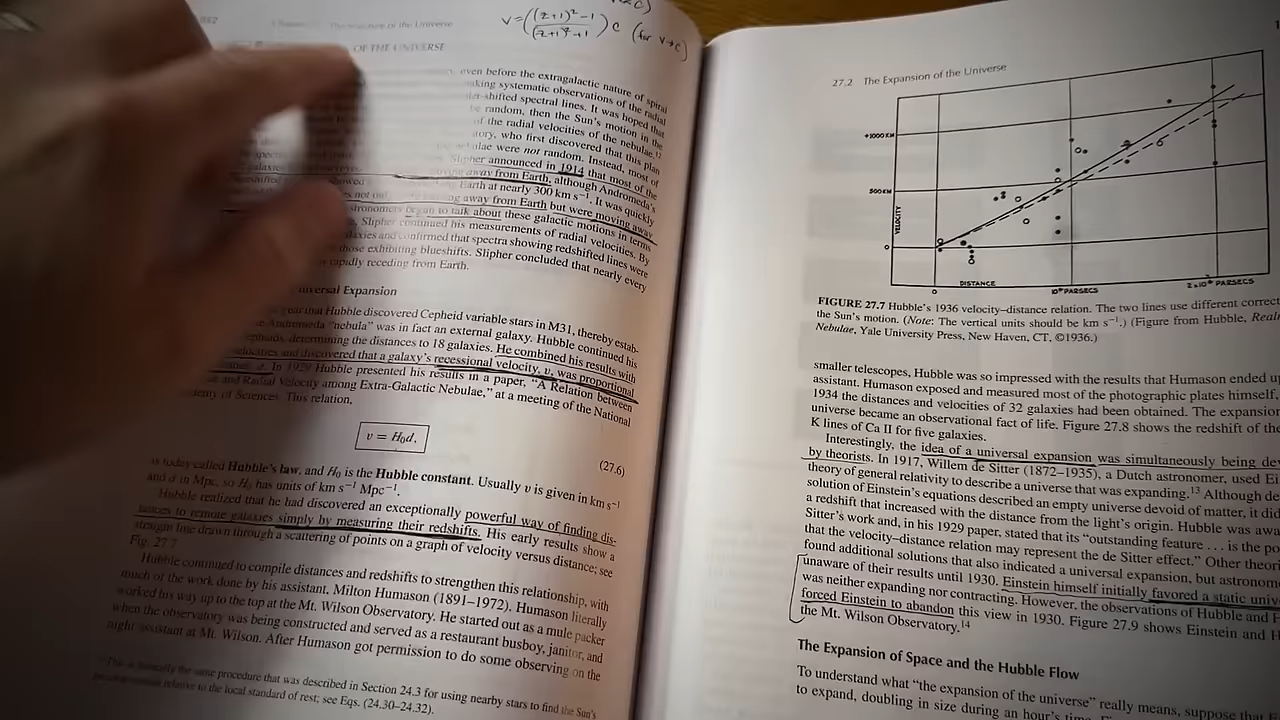 v = ((z+1)² − 1 / (z+1)² + 1) c (for v→c)
The Structure of the Universe
OF THE UNIVERSE
even before the extragalactic nature of spiral
making systematic observations of the radial
-shifted spectral lines. It was hoped that
be random, then the Sun's motion in the
of the radial velocities of the nebulae.¹²
who first discovered that this plan
were not random. Instead, most of
Slipher announced in 1914 that most of the
away from Earth, although Andromeda's
Earth at nearly 300 km s⁻¹. It was quickly
away from Earth but were moving away
began to talk about these galactic motions in terms
Slipher continued his measurements of radial velocities. By
and confirmed that spectra showing redshifted lines were
those exhibiting blueshifts. Slipher concluded that nearly every
rapidly receding from Earth.
Expansion
that Hubble discovered Cepheid variable stars in M31, thereby estab-
Andromeda "nebula" was in fact an external galaxy. Hubble continued his
determining the distances to 18 galaxies. He combined his results with
velocities and discovered that a galaxy's recessional velocity, v, was proportional
d. In 1929 Hubble presented his results in a paper, "A Relation between
and Radial Velocity among Extra-Galactic Nebulae," at a meeting of the National
of Sciences. This relation,
v = H₀d,
(27.6)
is today called Hubble's law, and H₀ is the Hubble constant. Usually v is given in km s⁻¹
and d in Mpc, so H₀ has units of km s⁻¹ Mpc⁻¹.
Hubble realized that he had discovered an exceptionally powerful way of finding dis-
tances to remote galaxies simply by measuring their redshifts. His early results show a
straight line drawn through a scattering of points on a graph of velocity versus distance; see
Fig. 27.7
Hubble continued to compile distances and redshifts to strengthen this relationship, with
much of the work done by his assistant, Milton Humason (1891–1972). Humason literally
worked his way up to the top at the Mt. Wilson Observatory. He started out as a mule packer
when the observatory was being constructed and served as a restaurant busboy, janitor, and
night assistant at Mt. Wilson. After Humason got permission to do some observing on the
This is basically the same procedure that was described in Section 24.3 for using nearby stars to find the Sun's
relative to the local standard of rest; see Eqs. (24.30–24.32).
27.2 The Expansion of the Universe
+1000 KM
500 KM
0
VELOCITY
DISTANCE
0
10⁶ PARSECS
2x10⁶ PARSECS
FIGURE 27.7 Hubble's 1936 velocity–distance relation. The two lines use different correct
the Sun's motion. (Note: The vertical units should be km s⁻¹.) (Figure from Hubble, Real
Nebulae, Yale University Press, New Haven, CT, ©1936.)
smaller telescopes, Hubble was so impressed with the results that Humason ended u
assistant. Humason exposed and measured most of the photographic plates himself.
1934 the distances and velocities of 32 galaxies had been obtained. The expansion
universe became an observational fact of life. Figure 27.8 shows the redshift of the
K lines of Ca II for five galaxies.
Interestingly, the idea of a universal expansion was simultaneously being de
by theorists. In 1917, Willem de Sitter (1872–1935), a Dutch astronomer, used Ei
theory of general relativity to describe a universe that was expanding.¹³ Although de
solution of Einstein's equations described an empty universe devoid of matter, it did
a redshift that increased with the distance from the light's origin. Hubble was awa
Sitter's work and, in his 1929 paper, stated that its "outstanding feature . . . is the po
that the velocity–distance relation may represent the de Sitter effect." Other theori
found additional solutions that also indicated a universal expansion, but astronom
unaware of their results until 1930. Einstein himself initially favored a static univ
was neither expanding nor contracting. However, the observations of Hubble and H
forced Einstein to abandon this view in 1930. Figure 27.9 shows Einstein and H
the Mt. Wilson Observatory.¹⁴
The Expansion of Space and the Hubble Flow
To understand what "the expansion of the universe" really means, suppose that
to expand, doubling in size during an hour's time.